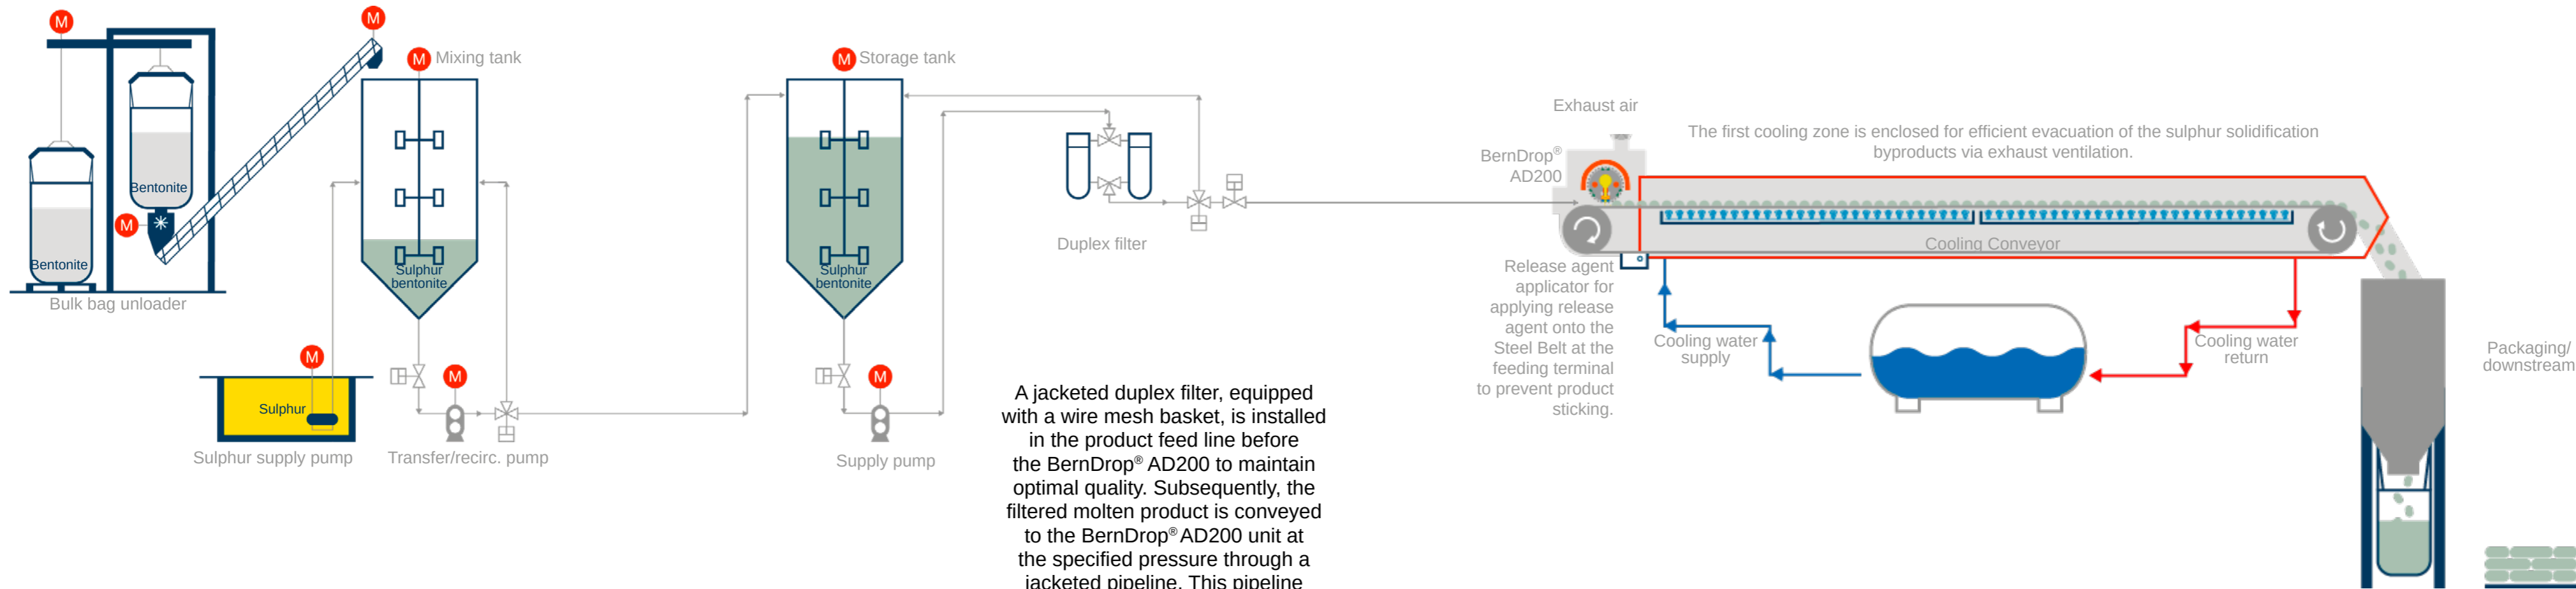 M
M
M Mixing tank
M Storage tank
Exhaust air
The first cooling zone is enclosed for efficient evacuation of the sulphur solidification
byproducts via exhaust ventilation.
BernDrop®
AD200
Bentonite
M
Bentonite
Bulk bag unloader
Sulphur
bentonite
Sulphur
bentonite
Duplex filter
Cooling Conveyor
Release agent
applicator for
applying release
agent onto the
Steel Belt at the
feeding terminal
to prevent product
sticking.
Cooling water
supply
Cooling water
return
Packaging/
downstream
M
M
M
Sulphur
Sulphur supply pump
Transfer/recirc. pump
Supply pump
A jacketed duplex filter, equipped
with a wire mesh basket, is installed
in the product feed line before
the BernDrop® AD200 to maintain
optimal quality. Subsequently, the
filtered molten product is conveyed
to the BernDrop® AD200 unit at
the specified pressure through a
jacketed pipeline. This pipeline